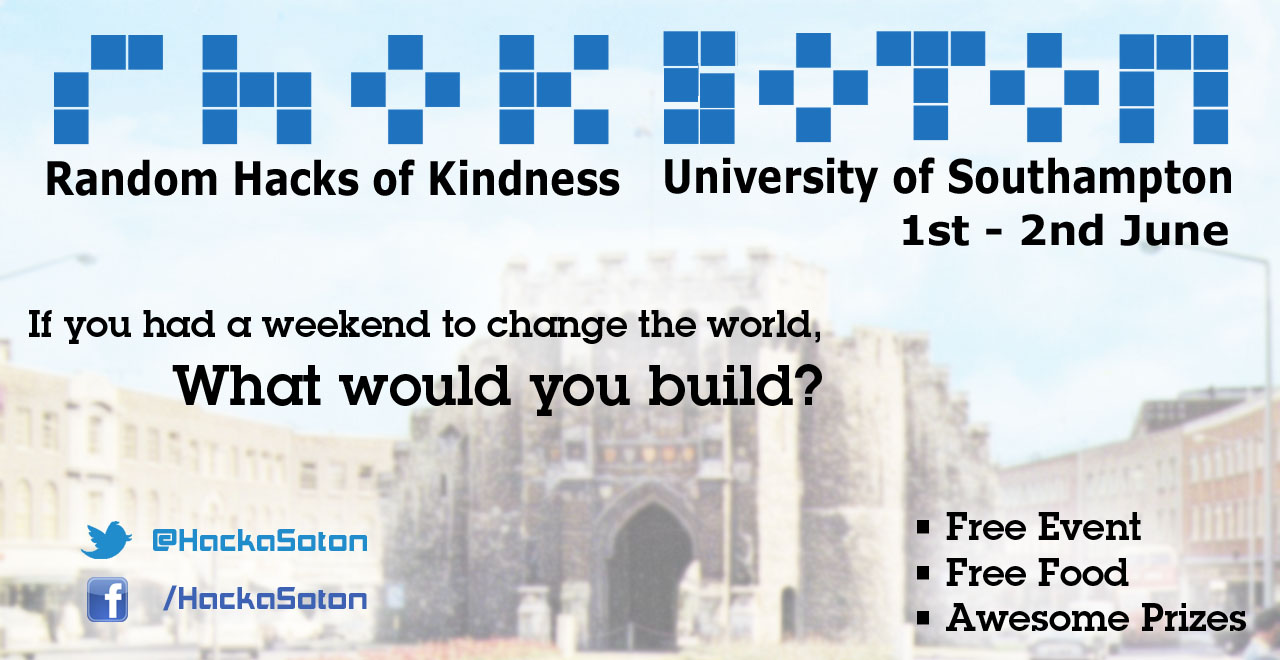 rhok SOTON
Random Hacks of Kindness University of Southampton
1st - 2nd June
If you had a weekend to change the world,
What would you build?
@HackaSoton
/HackaSoton
▪ Free Event
▪ Free Food
▪ Awesome Prizes